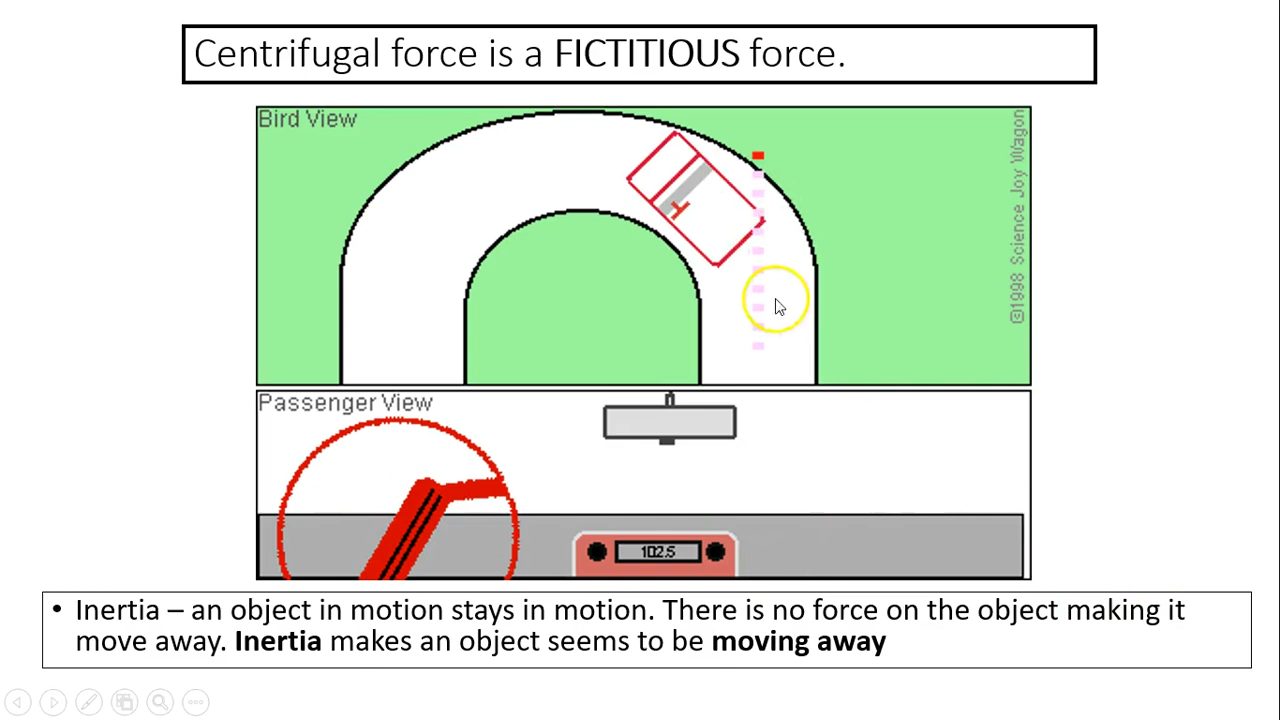 Centrifugal force is a FICTITIOUS force.
Bird View
©1998 Science Joy Wagon
Passenger View
102.5
• Inertia – an object in motion stays in motion. There is no force on the object making it
move away. Inertia makes an object seems to be moving away